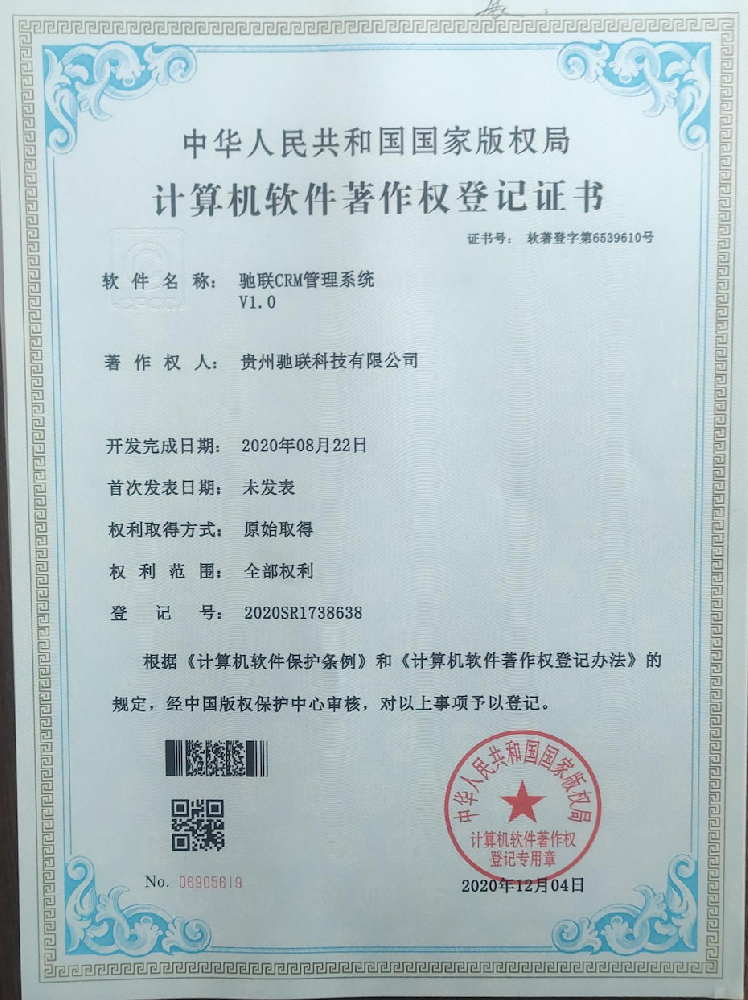 中华人民共和国国家版权局
计算机软件著作权登记证书
证书号： 软著登字第6539610号
软件名称： 驰联CRM管理系统
V1.0
著作权人： 贵州驰联科技有限公司
开发完成日期： 2020年08月22日
首次发表日期： 未发表
权利取得方式： 原始取得
权利范围： 全部权利
登记号： 2020SR1738638
根据《计算机软件保护条例》和《计算机软件著作权登记办法》的
规定，经中国版权保护中心审核，对以上事项予以登记。
中华人民共和国国家版权局
计算机软件著作权
登记专用章
No. 06905619
2020年12月04日